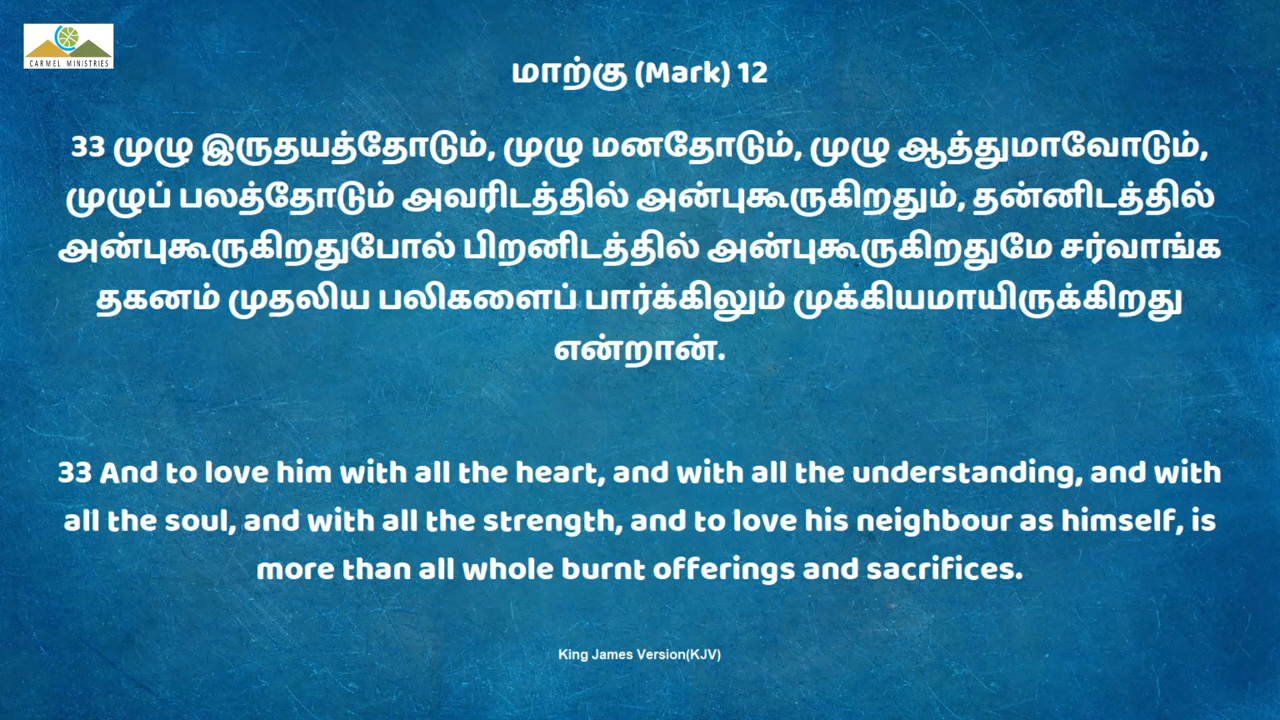 CARMEL MINISTRIES
மாற்கு (Mark) 12
33 முழு இருதயத்தோடும், முழு மனதோடும், முழு ஆத்துமாவோடும்,
முழுப் பலத்தோடும் அவரிடத்தில் அன்புகூருகிறதும், தன்னிடத்தில்
அன்புகூருகிறதுபோல் பிறனிடத்தில் அன்புகூருகிறதுமே சர்வாங்க
தகனம் முதலிய பலிகளைப் பார்க்கிலும் முக்கியமாயிருக்கிறது
என்றான்.
33 And to love him with all the heart, and with all the understanding, and with
all the soul, and with all the strength, and to love his neighbour as himself, is
more than all whole burnt offerings and sacrifices.
King James Version(KJV)